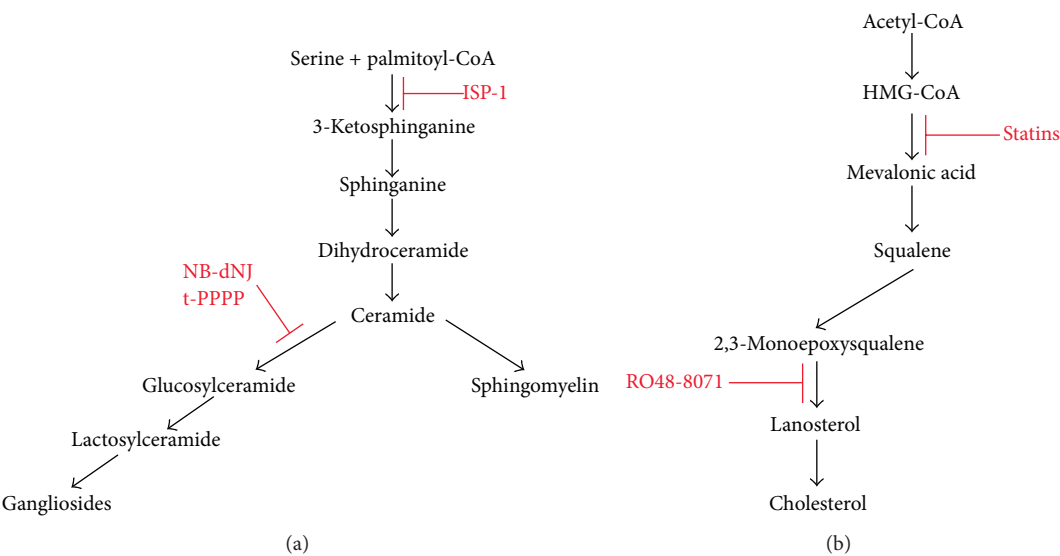 Serine + palmitoyl-CoA
ISP-1
3-Ketosphinganine
Sphinganine
Dihydroceramide
NB-dNJ
t-PPPP
Ceramide
Glucosylceramide
Sphingomyelin
Lactosylceramide
Gangliosides
(a)
Acetyl-CoA
HMG-CoA
Statins
Mevalonic acid
Squalene
2,3-Monoepoxysqualene
RO48-8071
Lanosterol
Cholesterol
(b)